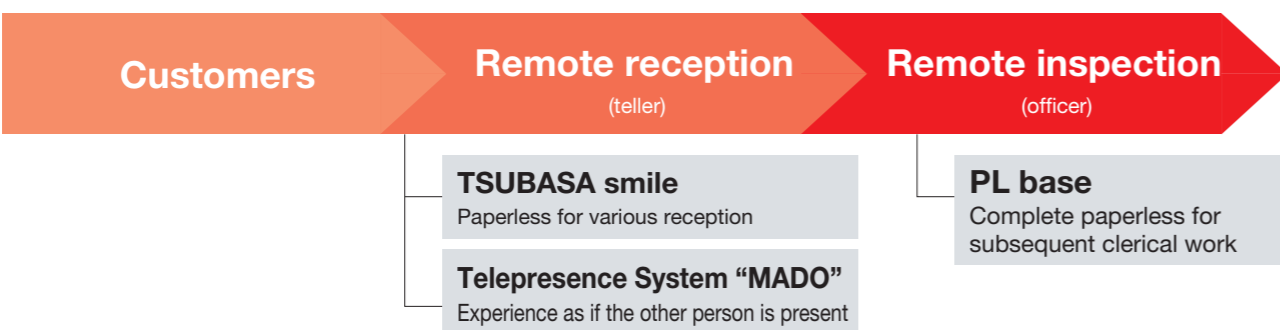 Customers
Remote reception
(teller)
Remote inspection
(officer)
TSUBASA smile
Paperless for various reception
Telepresence System “MADO”
Experience as if the other person is present
PL base
Complete paperless for
subsequent clerical work